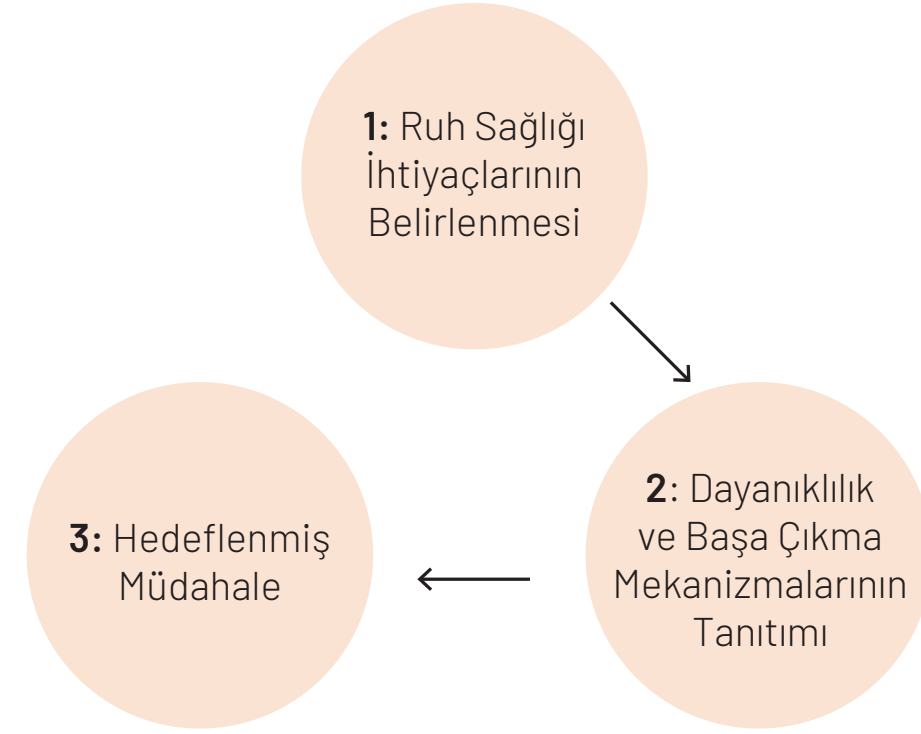 1: Ruh Sağlığı
İhtiyaçlarının
Belirlenmesi
2: Dayanıklılık
ve Başa Çıkma
Mekanizmalarının
Tanıtımı
3: Hedeflenmiş
Müdahale